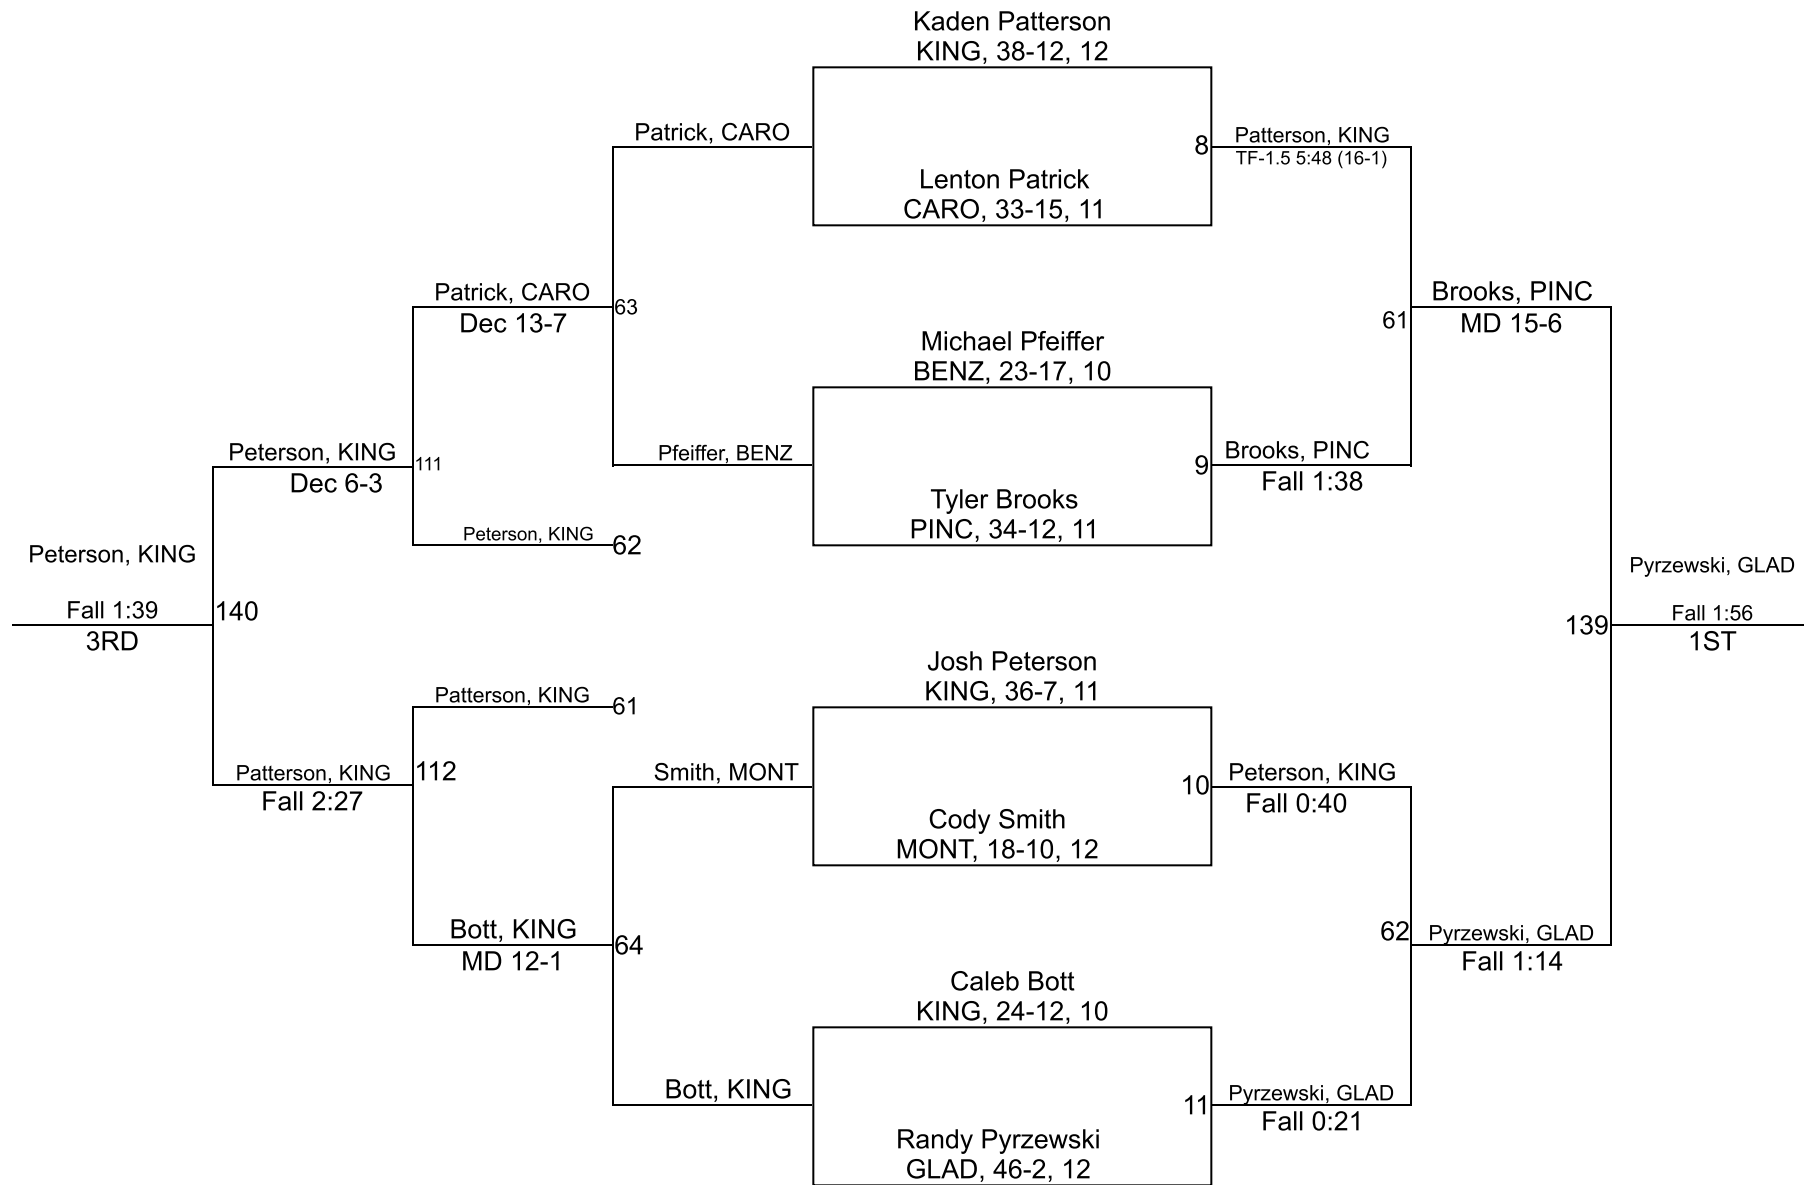 Kaden Patterson
KING, 38-12, 12
Patrick, CARO
8
Patterson, KING
TF-1.5 5:48 (16-1)
Lenton Patrick
CARO, 33-15, 11
Patrick, CARO
Dec 13-7
63
Brooks, PINC
MD 15-6
61
Michael Pfeiffer
BENZ, 23-17, 10
Peterson, KING
Dec 6-3
111
Pfeiffer, BENZ
9
Brooks, PINC
Fall 1:38
Tyler Brooks
PINC, 34-12, 11
Peterson, KING
62
Peterson, KING
Fall 1:39
3RD
140
Pyrzewski, GLAD
Fall 1:56
1ST
139
Josh Peterson
KING, 36-7, 11
Patterson, KING
61
Patterson, KING
Fall 2:27
112
Smith, MONT
10
Peterson, KING
Fall 0:40
Cody Smith
MONT, 18-10, 12
Bott, KING
MD 12-1
64
62
Pyrzewski, GLAD
Fall 1:14
Caleb Bott
KING, 24-12, 10
Bott, KING
11
Pyrzewski, GLAD
Fall 0:21
Randy Pyrzewski
GLAD, 46-2, 12